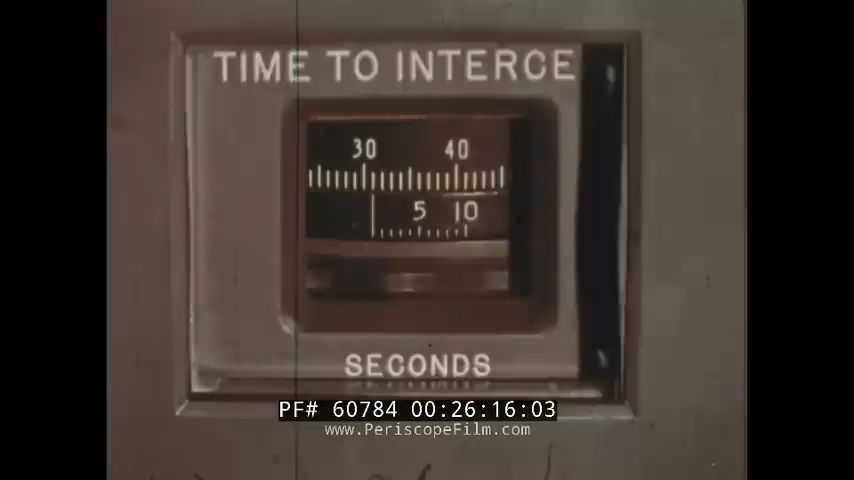 TIME TO INTERCE
30 40
5 10
SECONDS
PF# 60784 00:26:16:03
www.PeriscopeFilm.com